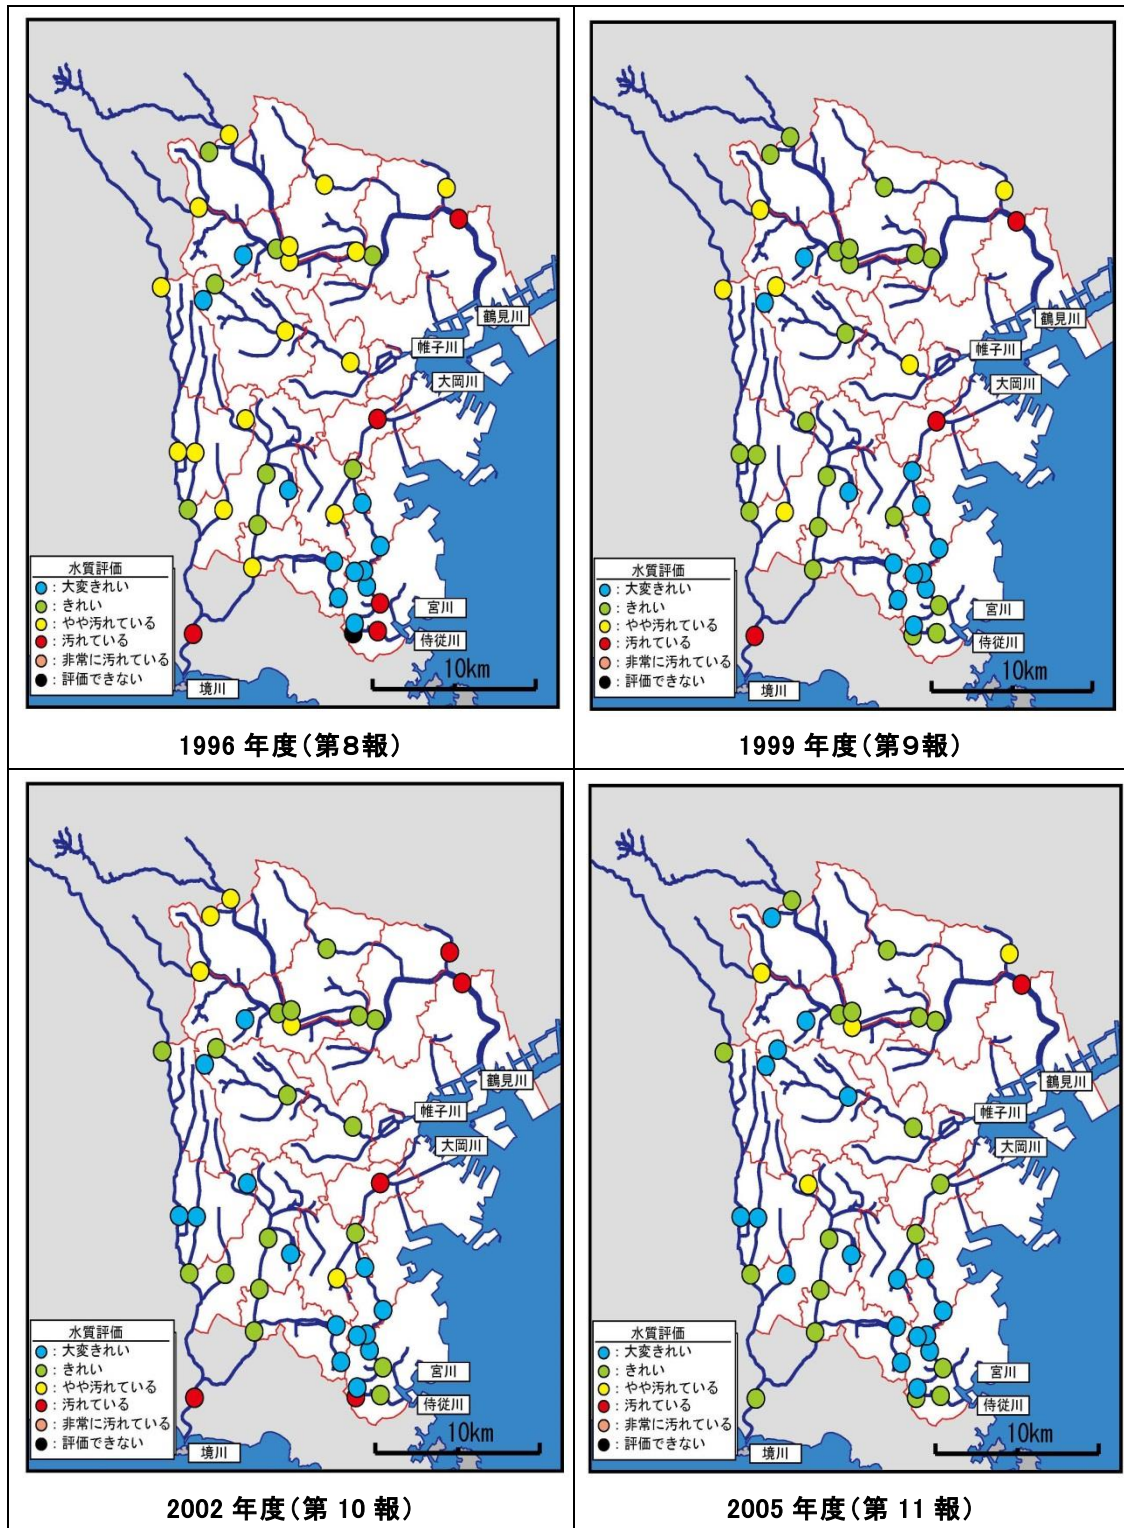 鶴見川
帷子川
大岡川
水質評価
：大変きれい
：きれい
：やや汚れている
：汚れている
：非常に汚れている
：評価できない
宮川
侍従川
10km
境川
1996 年度（第８報）
鶴見川
帷子川
大岡川
水質評価
：大変きれい
：きれい
：やや汚れている
：汚れている
：非常に汚れている
：評価できない
宮川
侍従川
10km
境川
1999 年度（第９報）
鶴見川
帷子川
大岡川
水質評価
：大変きれい
：きれい
：やや汚れている
：汚れている
：非常に汚れている
：評価できない
宮川
侍従川
10km
境川
2002 年度（第 10 報）
鶴見川
帷子川
大岡川
水質評価
：大変きれい
：きれい
：やや汚れている
：汚れている
：非常に汚れている
：評価できない
宮川
侍従川
10km
境川
2005 年度（第 11 報）